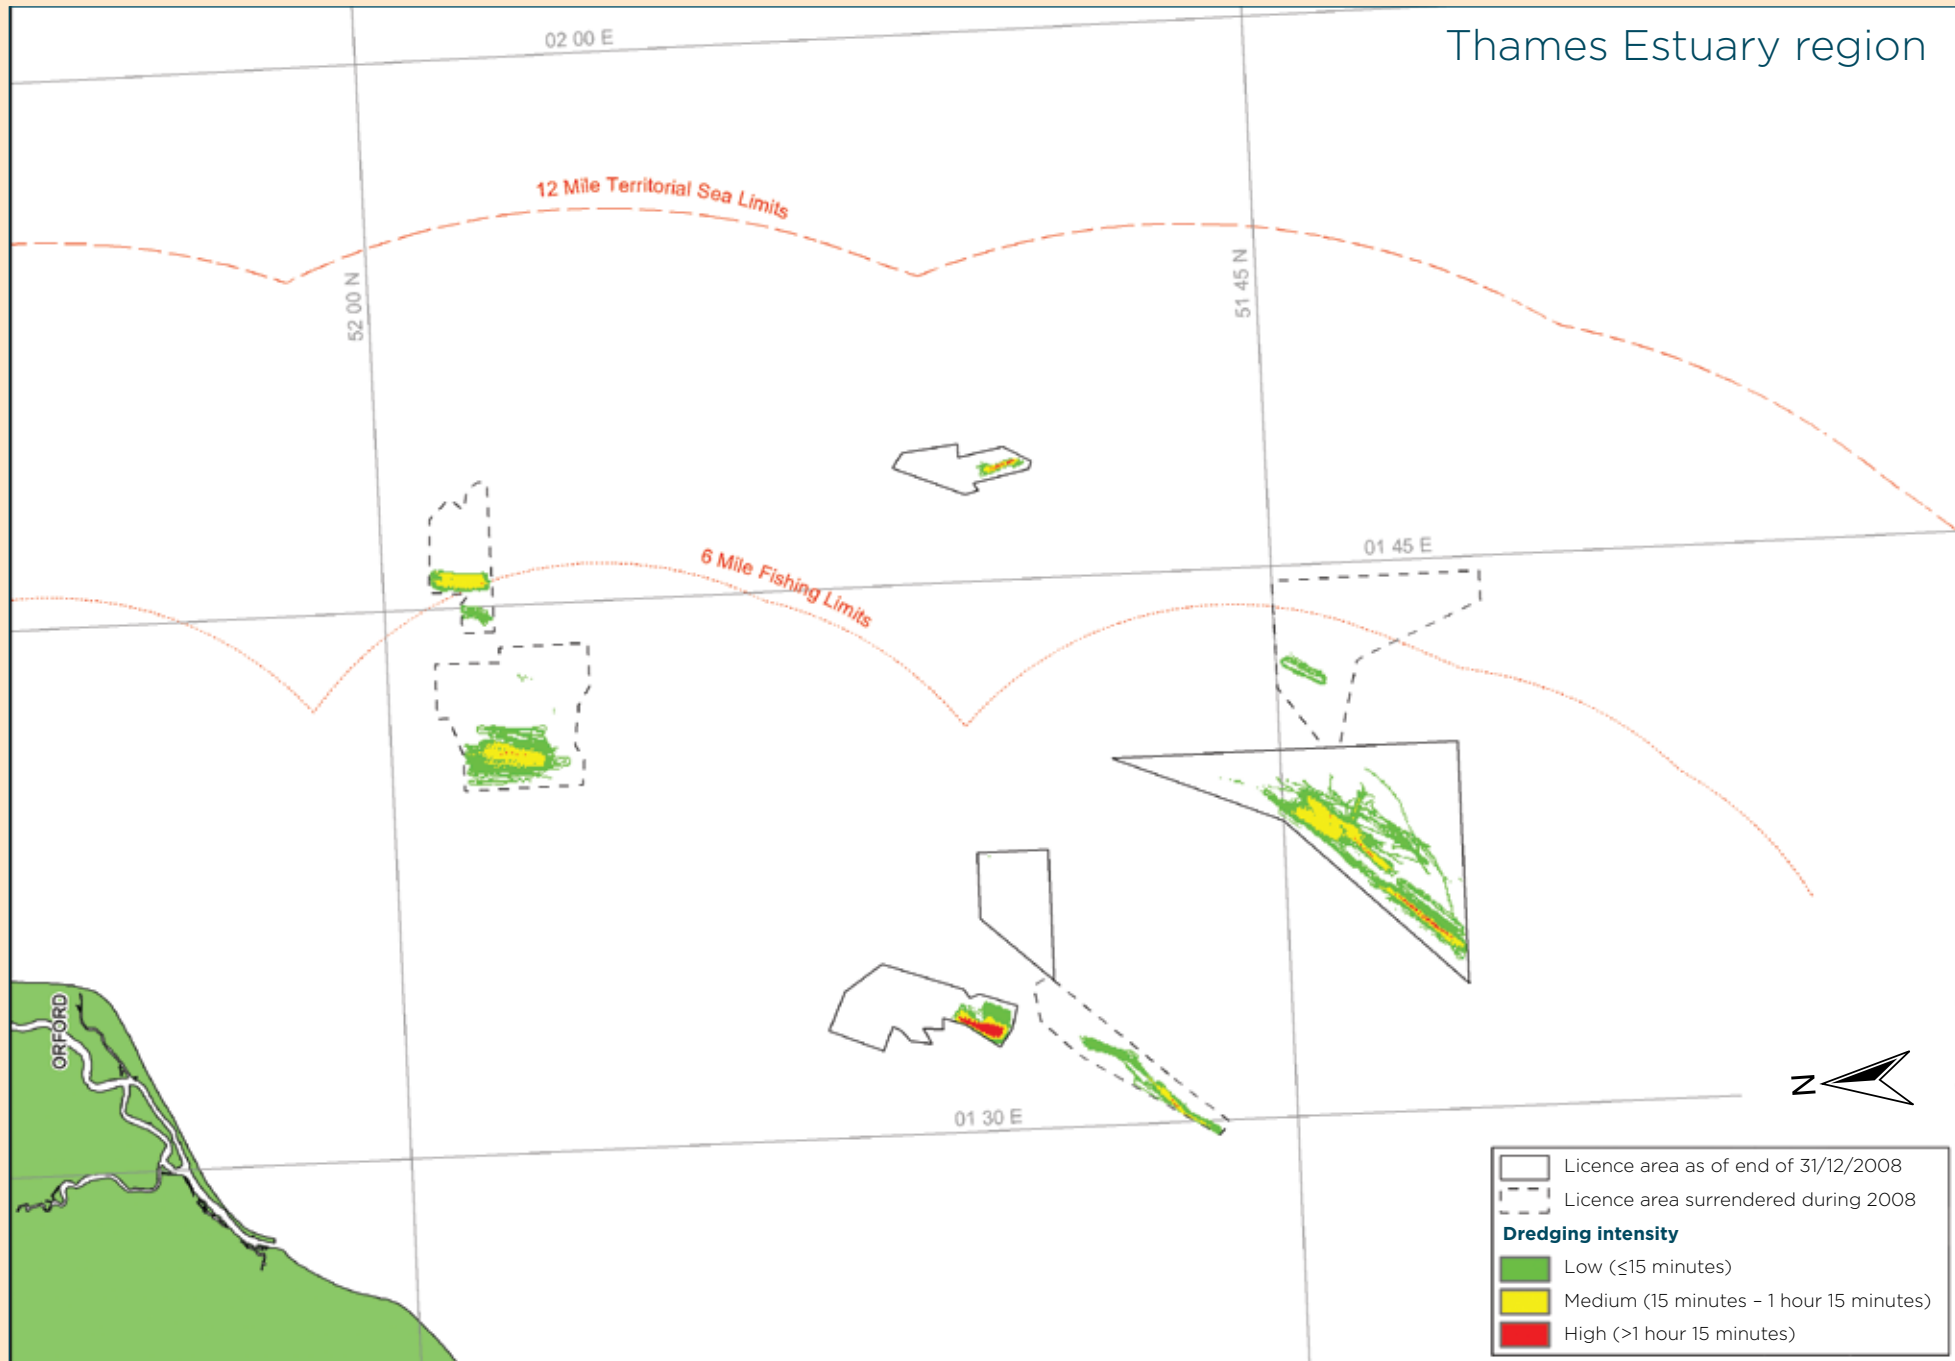 Thames Estuary region
02 00 E
12 Mile Territorial Sea Limits
52 00 N
51 45 N
01 45 E
6 Mile Fishing Limits
ORFORD
01 30 E
N
Licence area as of end of 31/12/2008
Licence area surrendered during 2008
Dredging intensity
Low (≤15 minutes)
Medium (15 minutes – 1 hour 15 minutes)
High (>1 hour 15 minutes)